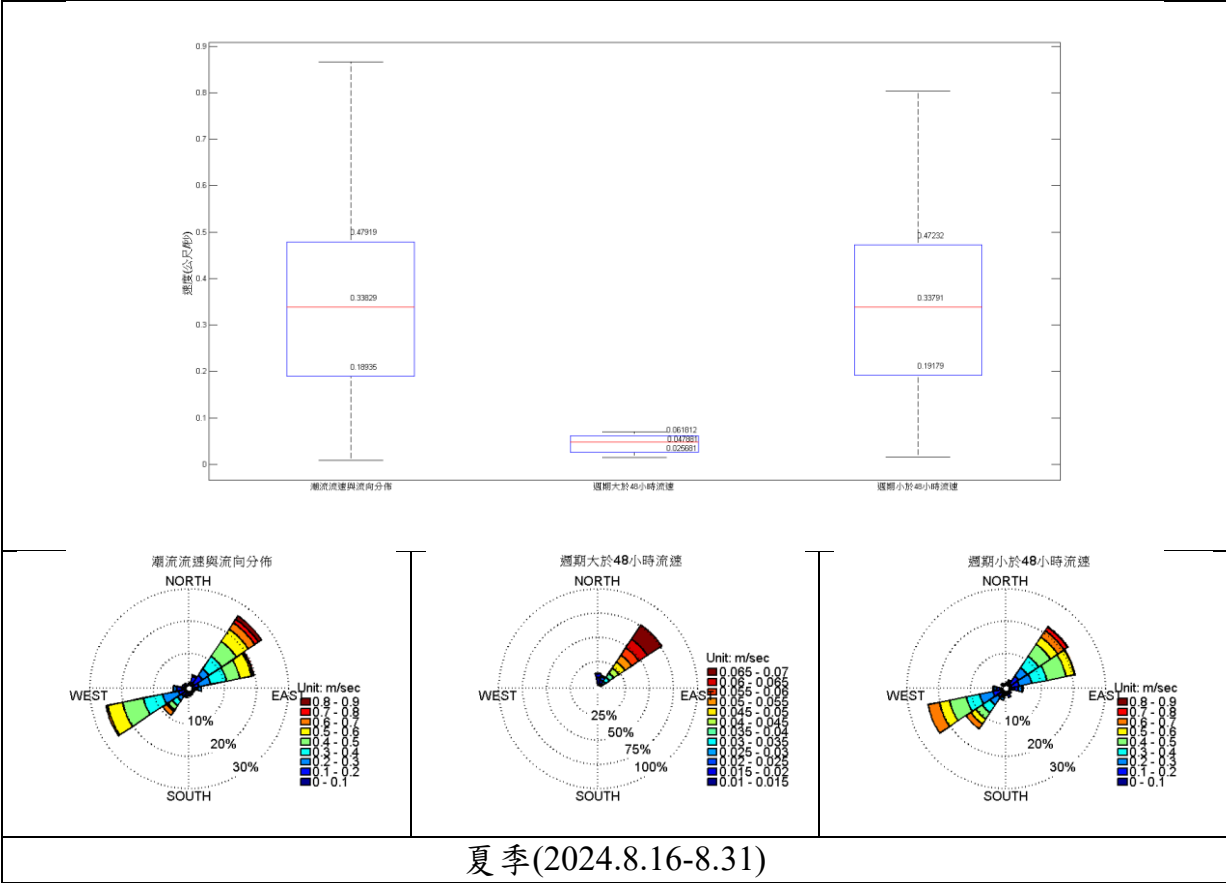 0.9
0.8
0.7
0.6
0.5
0.4
0.3
0.2
0.1
0
速度(公尺/秒)
0.47919
0.33829
0.18935
0.061812
0.047881
0.025681
0.47232
0.33791
0.19179
潮流流速與流向分佈 週期大於48小時流速 週期小於48小時流速
潮流流速與流向分佈
NORTH
WEST
EAST
SOUTH
10%
20%
30%
Unit: m/sec
0.8 - 0.9
0.7 - 0.8
0.6 - 0.7
0.5 - 0.6
0.4 - 0.5
0.3 - 0.4
0.2 - 0.3
0.1 - 0.2
0 - 0.1
週期大於48小時流速
NORTH
WEST
EAST
SOUTH
25%
50%
75%
100%
Unit: m/sec
0.065 - 0.07
0.06 - 0.065
0.055 - 0.06
0.05 - 0.055
0.045 - 0.05
0.04 - 0.045
0.035 - 0.04
0.03 - 0.035
0.025 - 0.03
0.02 - 0.025
0.015 - 0.02
0.01 - 0.015
週期小於48小時流速
NORTH
WEST
EAST
SOUTH
10%
20%
30%
Unit: m/sec
0.8 - 0.9
0.7 - 0.8
0.6 - 0.7
0.5 - 0.6
0.4 - 0.5
0.3 - 0.4
0.2 - 0.3
0.1 - 0.2
0 - 0.1
夏季(2024.8.16-8.31)